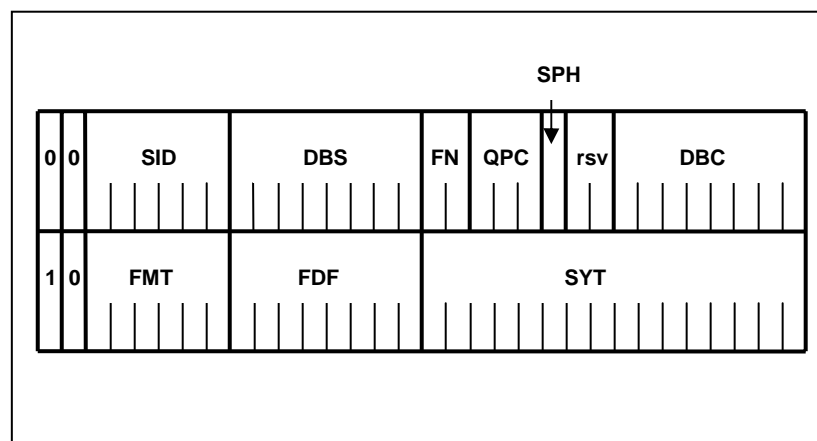 SPH
0 0 SID DBS FN QPC rsv DBC
1 0 FMT FDF SYT